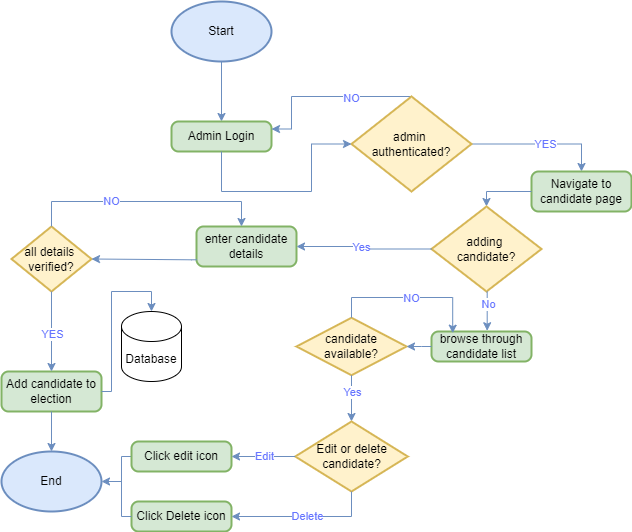 Start
NO
Admin Login
admin
authenticated?
YES
Navigate to
candidate page
NO
enter candidate
details
Yes
adding
candidate?
all details
verified?
No
NO
YES
Database
candidate
available?
browse through
candidate list
Add candidate to
election
Yes
Click edit icon
Edit
Edit or delete
candidate?
End
Click Delete icon
Delete